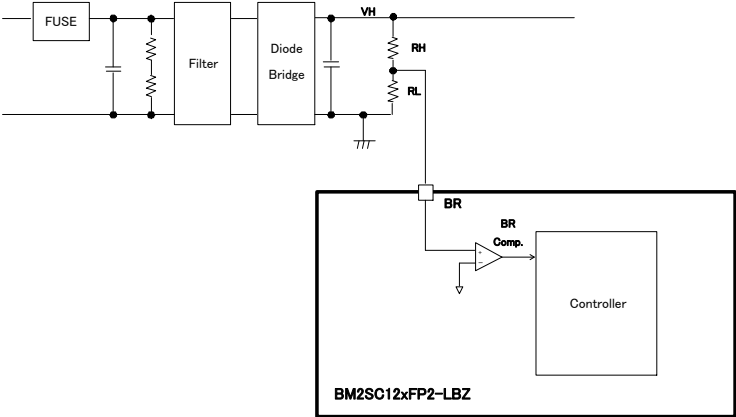 FUSE
Filter
Diode
Bridge
VH
RH
RL
BR
BR
Comp.
+
−
Controller
BM2SC12xFP2-LBZ